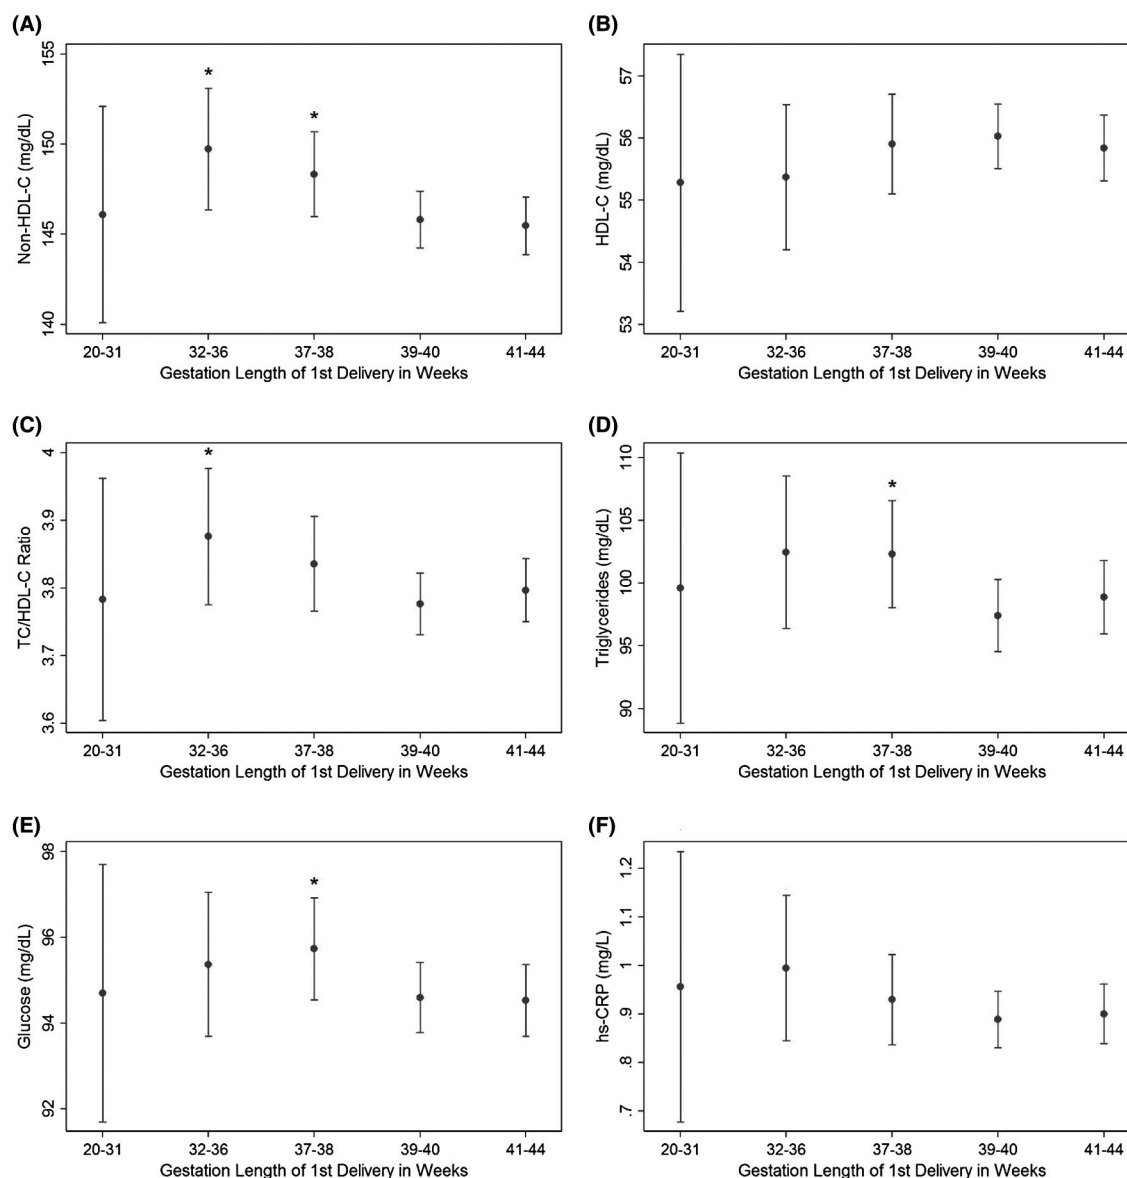 (A)
Non-HDL-C (mg/dL)
155
150
145
140
*
*
20-31 32-36 37-38 39-40 41-44
Gestation Length of 1st Delivery in Weeks
(B)
HDL-C (mg/dL)
57
56
55
54
53
20-31 32-36 37-38 39-40 41-44
Gestation Length of 1st Delivery in Weeks
(C)
TC/HDL-C Ratio
4
3.9
3.8
3.7
3.6
*
20-31 32-36 37-38 39-40 41-44
Gestation Length of 1st Delivery in Weeks
(D)
Triglycerides (mg/dL)
110
105
100
95
90
*
20-31 32-36 37-38 39-40 41-44
Gestation Length of 1st Delivery in Weeks
(E)
Glucose (mg/dL)
98
96
94
92
*
20-31 32-36 37-38 39-40 41-44
Gestation Length of 1st Delivery in Weeks
(F)
hs-CRP (mg/L)
1.2
1.1
1
.9
.8
.7
20-31 32-36 37-38 39-40 41-44
Gestation Length of 1st Delivery in Weeks